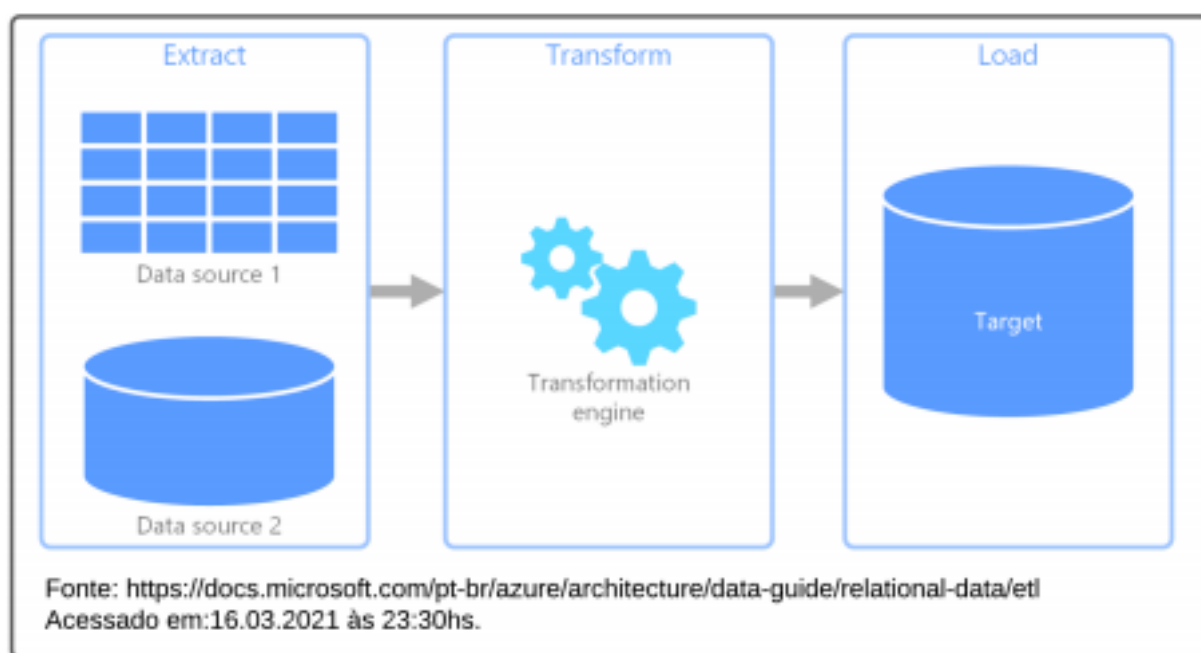 Extract
Transform
Load
Data source 1
Data source 2
Transformation
engine
Target
Fonte: https://docs.microsoft.com/pt-br/azure/architecture/data-guide/relational-data/etl
Acessado em:16.03.2021 às 23:30hs.